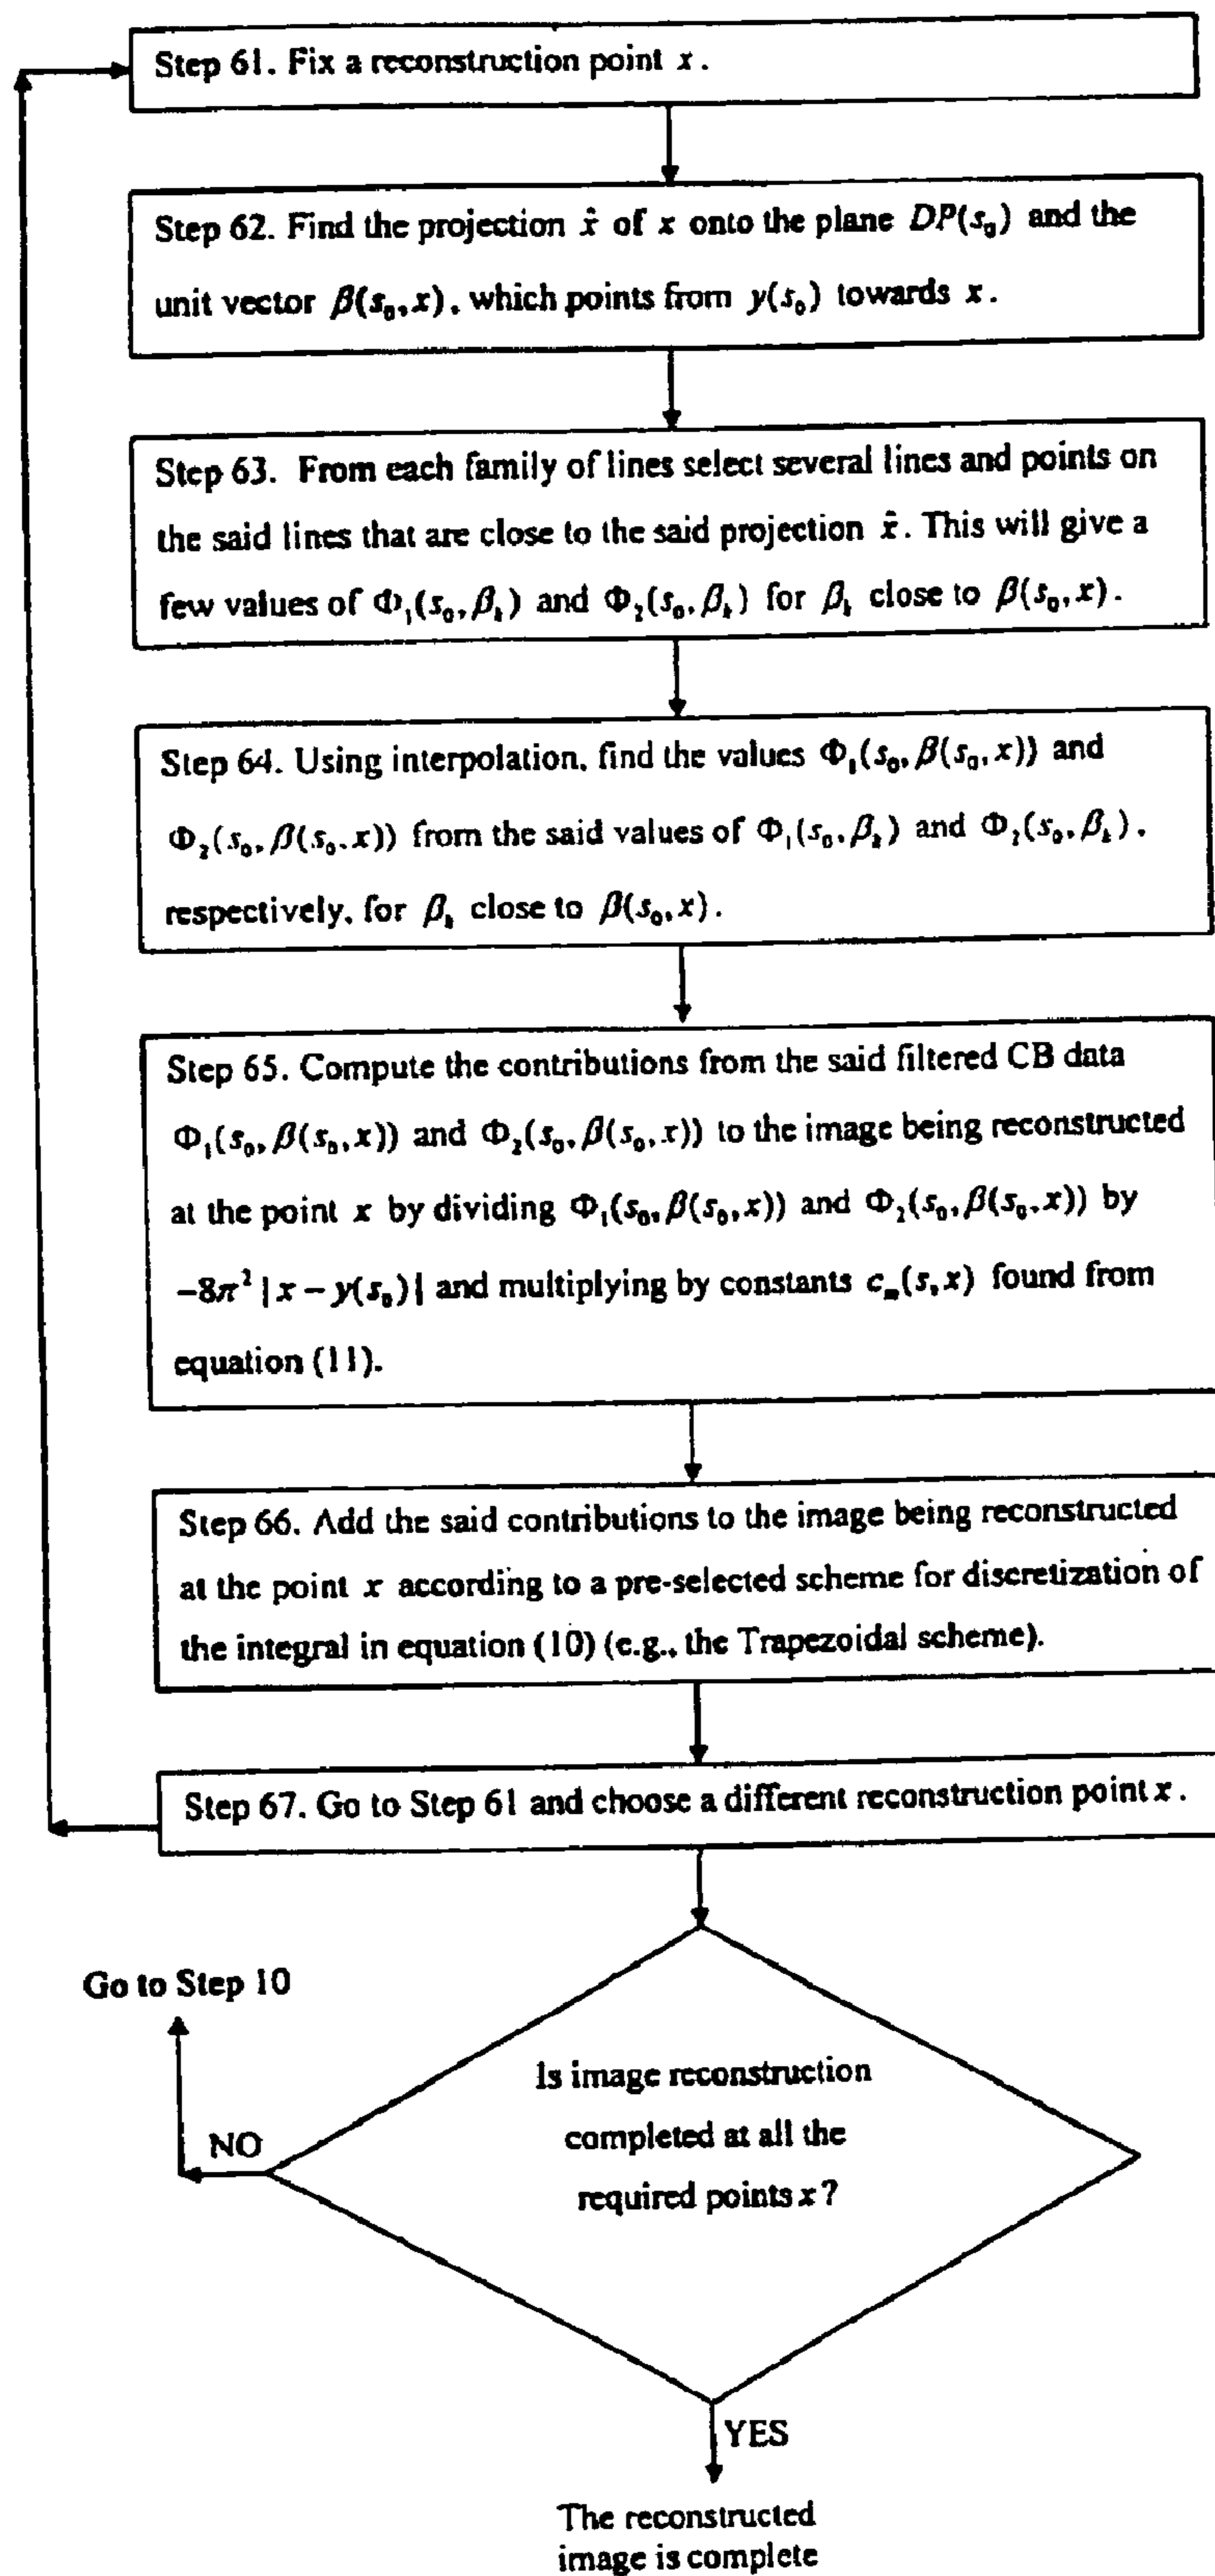 Step 61. Fix a reconstruction point x.
Step 62. Find the projection x̂ of x onto the plane DP(s₀) and the
unit vector β(s₀,x), which points from y(s₀) towards x.
Step 63. From each family of lines select several lines and points on
the said lines that are close to the said projection x̂. This will give a
few values of Φ₁(s₀,βₖ) and Φ₂(s₀,βₖ) for βₖ close to β(s₀,x).
Step 64. Using interpolation, find the values Φ₁(s₀,β(s₀,x)) and
Φ₂(s₀,β(s₀,x)) from the said values of Φ₁(s₀,βₖ) and Φ₂(s₀,βₖ),
respectively, for βₖ close to β(s₀,x).
Step 65. Compute the contributions from the said filtered CB data
Φ₁(s₀,β(s₀,x)) and Φ₂(s₀,β(s₀,x)) to the image being reconstructed
at the point x by dividing Φ₁(s₀,β(s₀,x)) and Φ₂(s₀,β(s₀,x)) by
−8π² | x − y(s₀) | and multiplying by constants cₘ(s,x) found from
equation (11).
Step 66. Add the said contributions to the image being reconstructed
at the point x according to a pre-selected scheme for discretization of
the integral in equation (10) (e.g., the Trapezoidal scheme).
Step 67. Go to Step 61 and choose a different reconstruction point x.
Go to Step 10
Is image reconstruction
completed at all the
required points x?
NO
YES
The reconstructed
image is complete